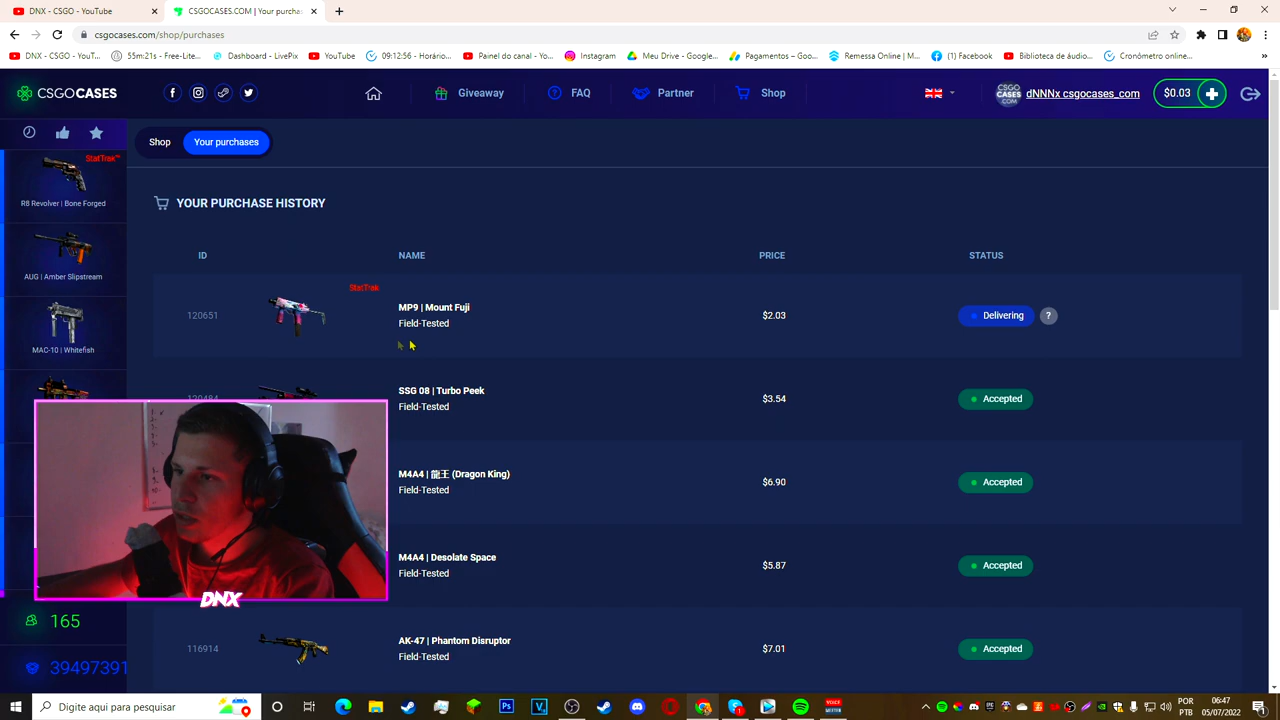 DNX - CSGO - YouTube
CSGOCASES.COM | Your purchas
csgocases.com/shop/purchases
DNX - CSGO - YouT...
55m:21s - Free-Lite...
Dashboard - LivePix
YouTube
09:12:56 - Horário...
Painel do canal - Yo...
Instagram
Meu Drive - Google...
Pagamentos – Goo...
Remessa Online - M...
(1) Facebook
Biblioteca de áudio...
Cronómetro online...
»
CSGOCASES
Giveaway
FAQ
Partner
Shop
CSGO
CASES
.COM
dNNNx csgocases_com
$0.03
Shop
Your purchases
StatTrak™
R8 Revolver | Bone Forged
AUG | Amber Slipstream
MAC-10 | Whitefish
YOUR PURCHASE HISTORY
ID
NAME
PRICE
STATUS
120651
StatTrak
MP9 | Mount Fuji
Field-Tested
$2.03
Delivering
?
120484
SSG 08 | Turbo Peek
Field-Tested
$3.54
Accepted
M4A4 | 龍王 (Dragon King)
Field-Tested
$6.90
Accepted
M4A4 | Desolate Space
Field-Tested
$5.87
Accepted
116914
AK-47 | Phantom Disruptor
Field-Tested
$7.01
Accepted
DNX
165
39497391
Digite aqui para pesquisar
POR
PTB
06:47
05/07/2022